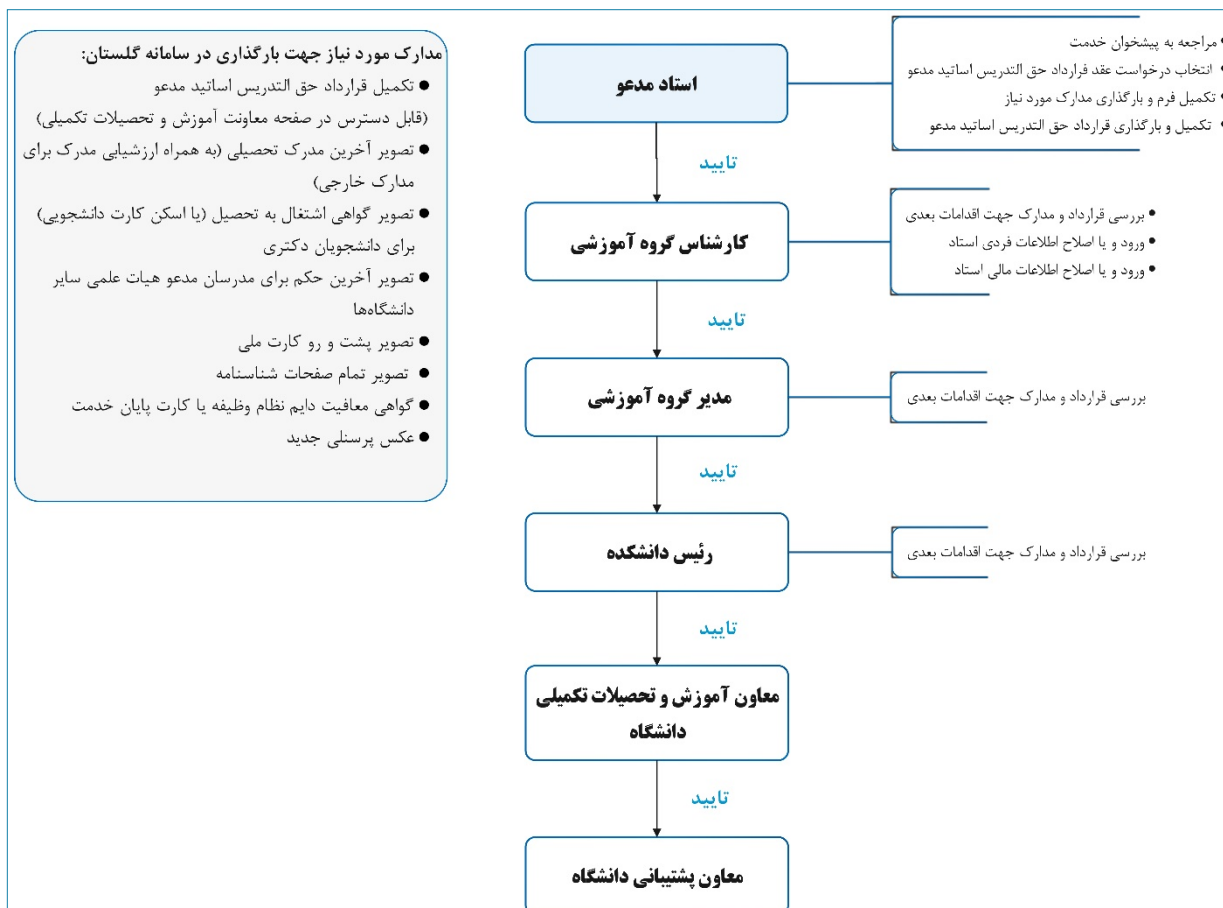 مدارک مورد نیاز جهت بارگذاری در سامانه گلستان:
● تکمیل قرارداد حق التدریس اساتید مدعو
(قابل دسترس در صفحه معاونت آموزش و تحصیلات تکمیلی)
● تصویر آخرین مدرک تحصیلی (به همراه ارزشیابی مدرک برای
مدارک خارجی)
● تصویر گواهی اشتغال به تحصیل (یا اسکن کارت دانشجویی)
برای دانشجویان دکتری
● تصویر آخرین حکم برای مدرسان مدعو هیات علمی سایر
دانشگاه‌ها
● تصویر پشت و رو کارت ملی
● تصویر تمام صفحات شناسنامه
● گواهی معافیت دایم نظام وظیفه یا کارت پایان خدمت
● عکس پرسنلی جدید
استاد مدعو
• مراجعه به پیشخوان خدمت
• انتخاب درخواست عقد قرارداد حق التدریس اساتید مدعو
• تکمیل فرم و بارگذاری مدارک مورد نیاز
• تکمیل و بارگذاری قرارداد حق التدریس اساتید مدعو
تایید
کارشناس گروه آموزشی
• بررسی قرارداد و مدارک جهت اقدامات بعدی
• ورود و یا اصلاح اطلاعات فردی استاد
• ورود و یا اصلاح اطلاعات مالی استاد
تایید
مدیر گروه آموزشی
بررسی قرارداد و مدارک جهت اقدامات بعدی
تایید
رئیس دانشکده
بررسی قرارداد و مدارک جهت اقدامات بعدی
تایید
معاون آموزش و تحصیلات تکمیلی
دانشگاه
تایید
معاون پشتیبانی دانشگاه